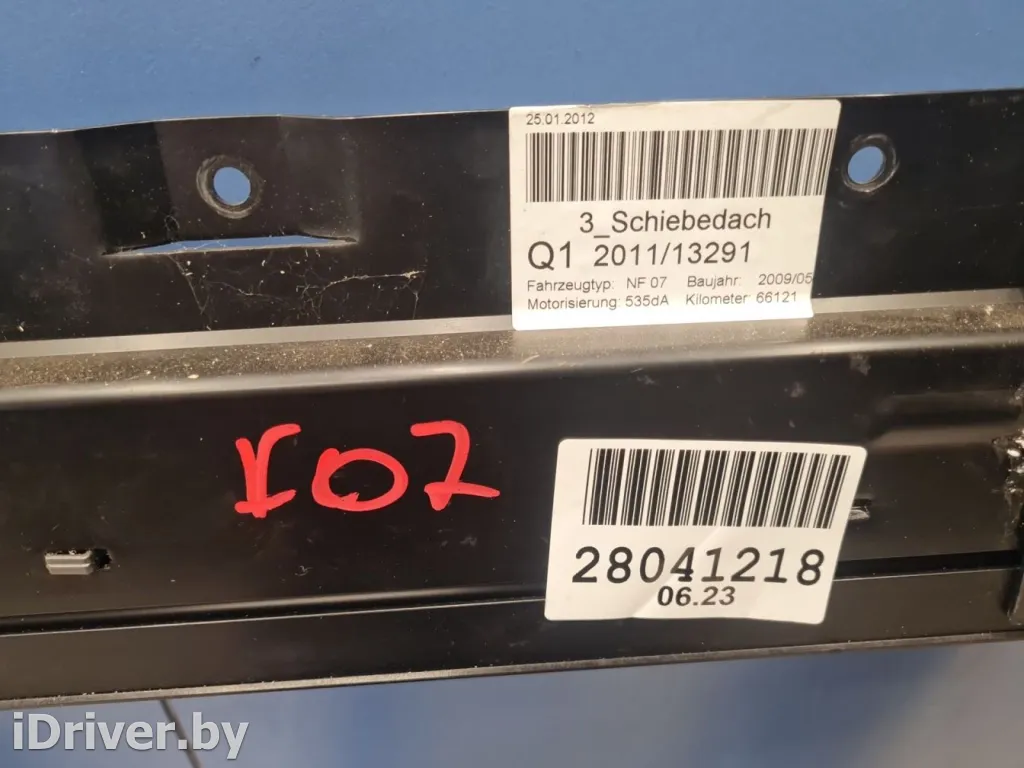 25.01.2012
3_Schiebedach
Q1 2011/13291
Fahrzeugtyp: NF 07 Baujahr: 2009/05
Motorisierung: 535dA Kilometer: 66121
28041218
06.23
iDriver.by